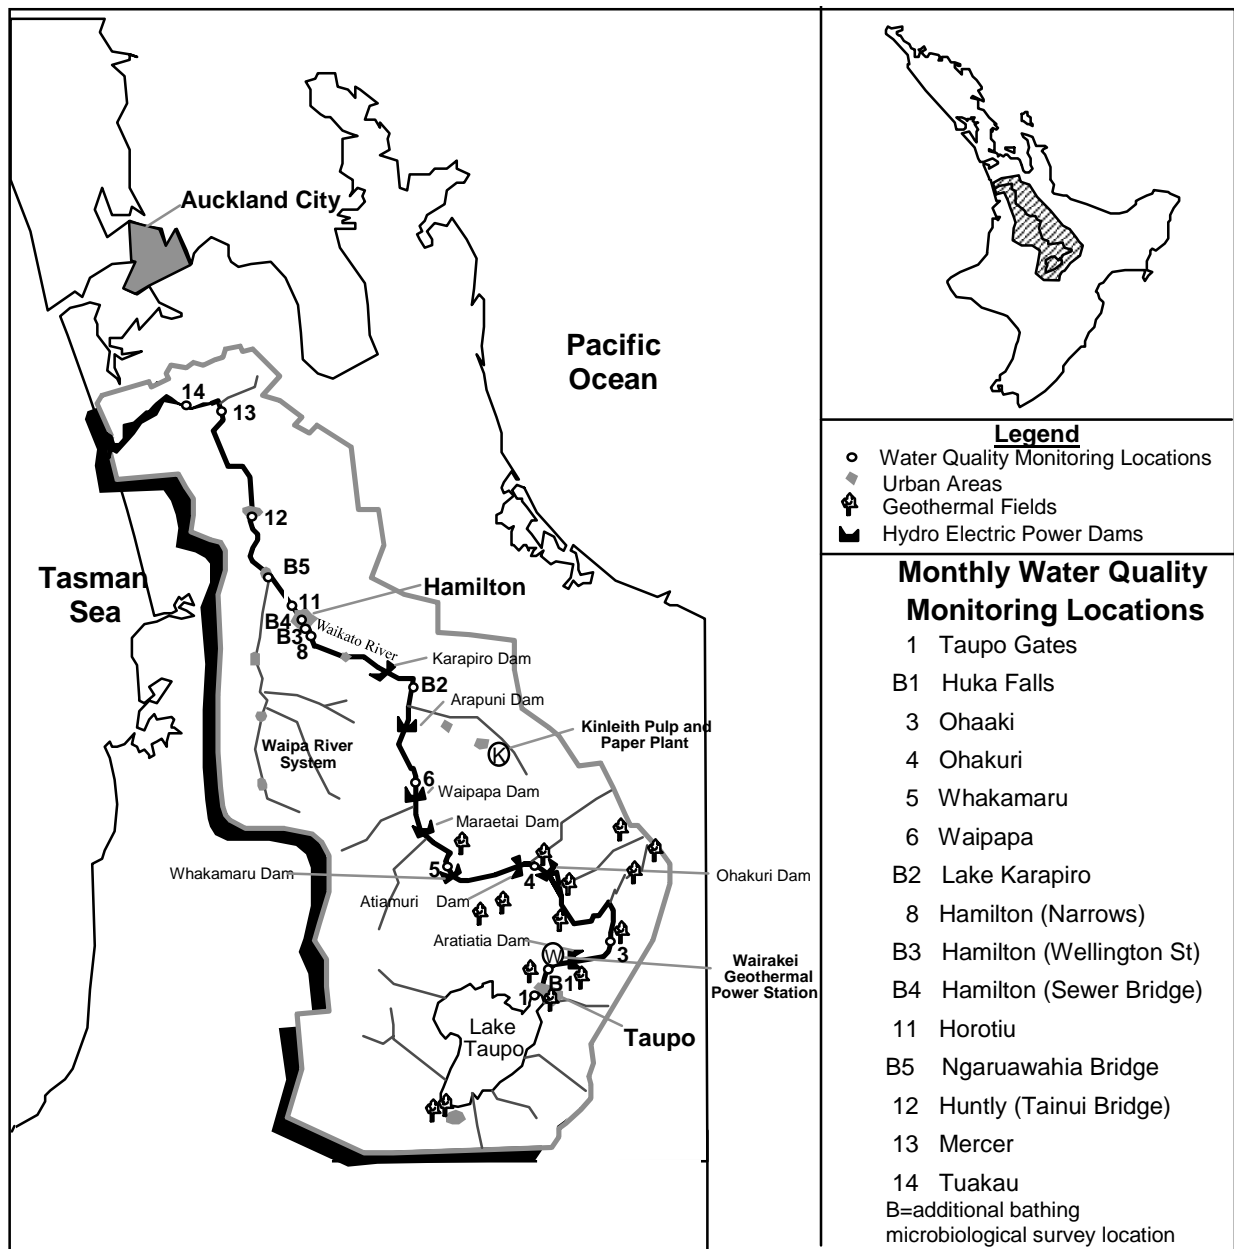 Auckland City
Pacific
Ocean
14
13
12
B5
Tasman
Sea
Hamilton
11
B4
B3
8
Waikato River
Karapiro Dam
B2
Arapuni Dam
Kinleith Pulp and
Paper Plant
K
Waipa River
System
6
Waipapa Dam
Maraetai Dam
Whakamaru Dam
5
4
Ohakuri Dam
Atiamuri Dam
Aratiatia Dam
W
3
Wairakei
Geothermal
Power Station
B1
1
Lake
Taupo
Taupo
Legend
Water Quality Monitoring Locations
Urban Areas
Geothermal Fields
Hydro Electric Power Dams
Monthly Water Quality
Monitoring Locations
1 Taupo Gates
B1 Huka Falls
3 Ohaaki
4 Ohakuri
5 Whakamaru
6 Waipapa
B2 Lake Karapiro
8 Hamilton (Narrows)
B3 Hamilton (Wellington St)
B4 Hamilton (Sewer Bridge)
11 Horotiu
B5 Ngaruawahia Bridge
12 Huntly (Tainui Bridge)
13 Mercer
14 Tuakau
B=additional bathing
microbiological survey location